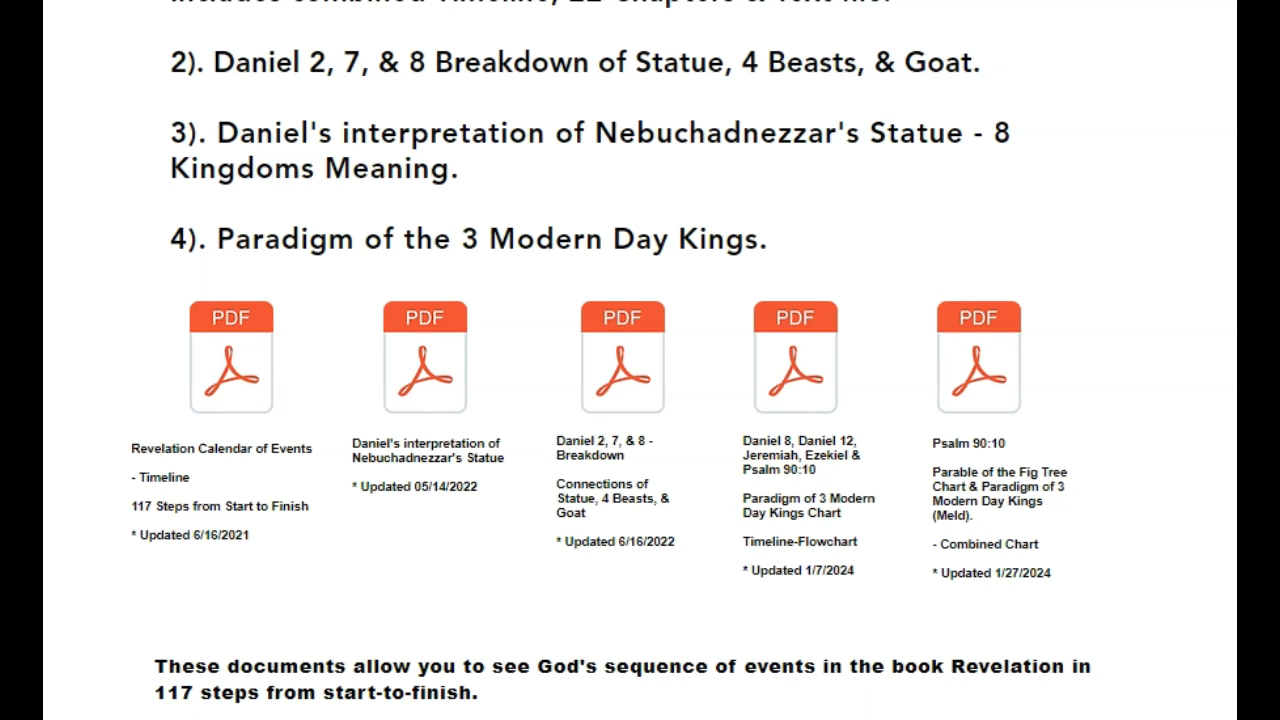 2). Daniel 2, 7, & 8 Breakdown of Statue, 4 Beasts, & Goat.
3). Daniel's interpretation of Nebuchadnezzar's Statue - 8
Kingdoms Meaning.
4). Paradigm of the 3 Modern Day Kings.
PDF
PDF
PDF
PDF
PDF
Revelation Calendar of Events
- Timeline
117 Steps from Start to Finish
* Updated 6/16/2021
Daniel's interpretation of
Nebuchadnezzar's Statue
* Updated 05/14/2022
Daniel 2, 7, & 8 -
Breakdown
Connections of
Statue, 4 Beasts, &
Goat
* Updated 6/16/2022
Daniel 8, Daniel 12,
Jeremiah, Ezekiel &
Psalm 90:10
Paradigm of 3 Modern
Day Kings Chart
Timeline-Flowchart
* Updated 1/7/2024
Psalm 90:10
Parable of the Fig Tree
Chart & Paradigm of 3
Modern Day Kings
(Meld).
- Combined Chart
* Updated 1/27/2024
These documents allow you to see God's sequence of events in the book Revelation in
117 steps from start-to-finish.